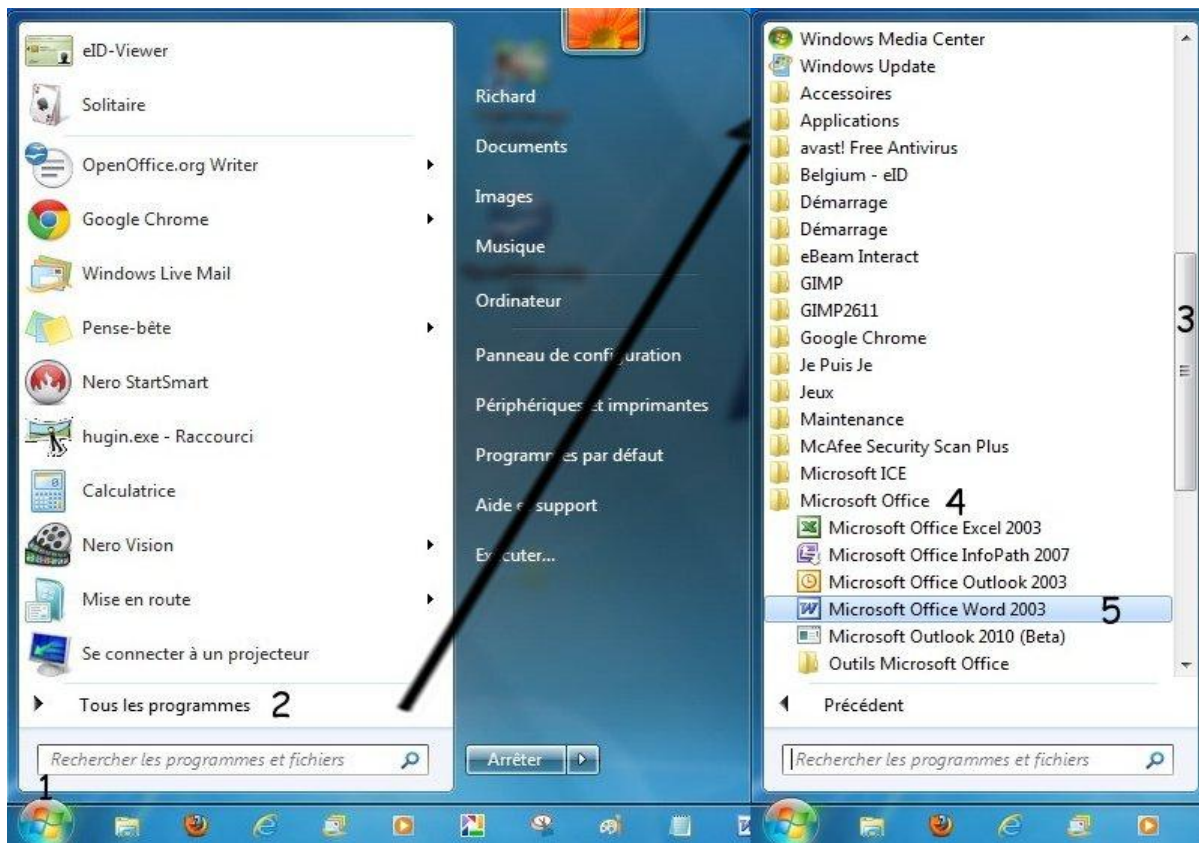 eID-Viewer
Solitaire
OpenOffice.org Writer
Google Chrome
Windows Live Mail
Pense-bête
Nero StartSmart
hugin.exe - Raccourci
Calculatrice
Nero Vision
Mise en route
Se connecter à un projecteur
Tous les programmes 2
Rechercher les programmes et fichiers
1
Richard
Documents
Images
Musique
Ordinateur
Panneau de configuration
Périphériques et imprimantes
Programmes par défaut
Aide et support
Exécuter...
Arrêter
Windows Media Center
Windows Update
Accessoires
Applications
avast! Free Antivirus
Belgium - eID
Démarrage
Démarrage
eBeam Interact
GIMP
GIMP2611
3
Google Chrome
Je Puis Je
Jeux
Maintenance
McAfee Security Scan Plus
Microsoft ICE
Microsoft Office 4
Microsoft Office Excel 2003
Microsoft Office InfoPath 2007
Microsoft Office Outlook 2003
Microsoft Office Word 2003 5
Microsoft Outlook 2010 (Beta)
Outils Microsoft Office
Précédent
Rechercher les programmes et fichiers